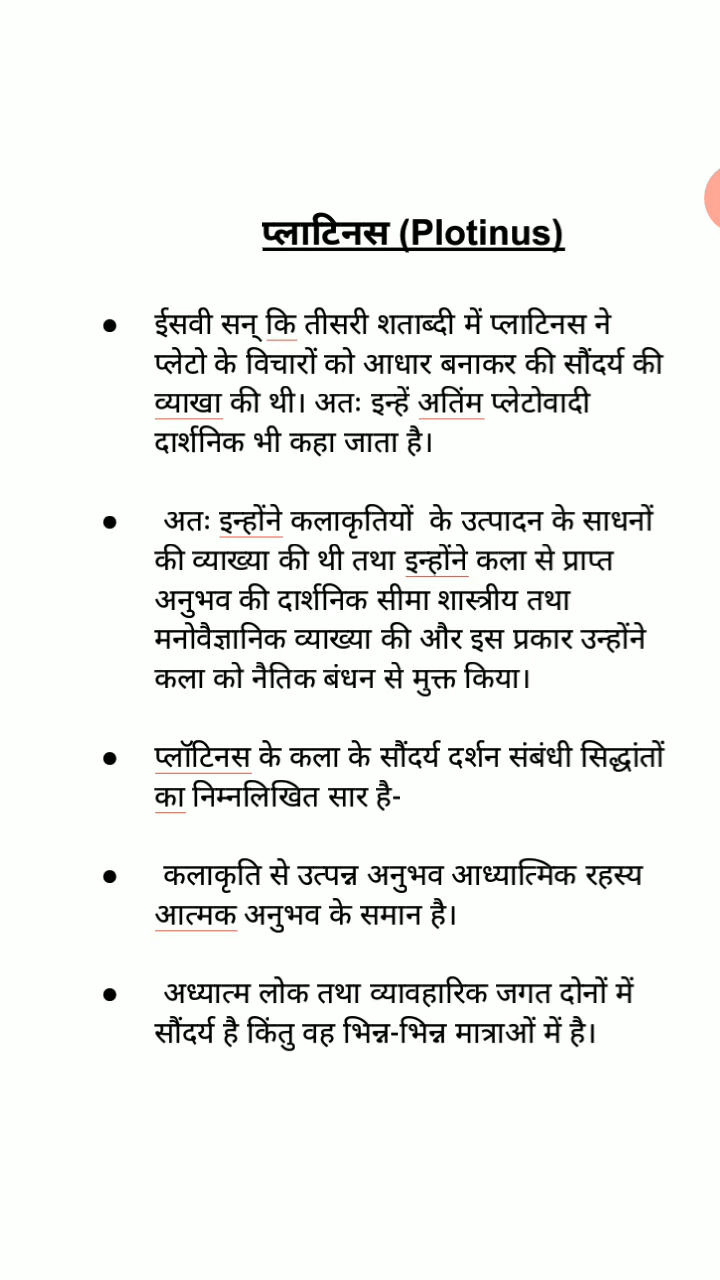 प्लाटिनस (Plotinus)
● ईसवी सन् कि तीसरी शताब्दी में प्लाटिनस ने
प्लेटो के विचारों को आधार बनाकर की सौंदर्य की
व्याखा की थी। अतः इन्हें अतिंम प्लेटोवादी
दार्शनिक भी कहा जाता है।
● अतः इन्होंने कलाकृतियों के उत्पादन के साधनों
की व्याख्या की थी तथा इन्होंने कला से प्राप्त
अनुभव की दार्शनिक सीमा शास्त्रीय तथा
मनोवैज्ञानिक व्याख्या की और इस प्रकार उन्होंने
कला को नैतिक बंधन से मुक्त किया।
● प्लॉटिनस के कला के सौंदर्य दर्शन संबंधी सिद्धांतों
का निम्नलिखित सार है-
● कलाकृति से उत्पन्न अनुभव आध्यात्मिक रहस्य
आत्मक अनुभव के समान है।
● अध्यात्म लोक तथा व्यावहारिक जगत दोनों में
सौंदर्य है किंतु वह भिन्न-भिन्न मात्राओं में है।